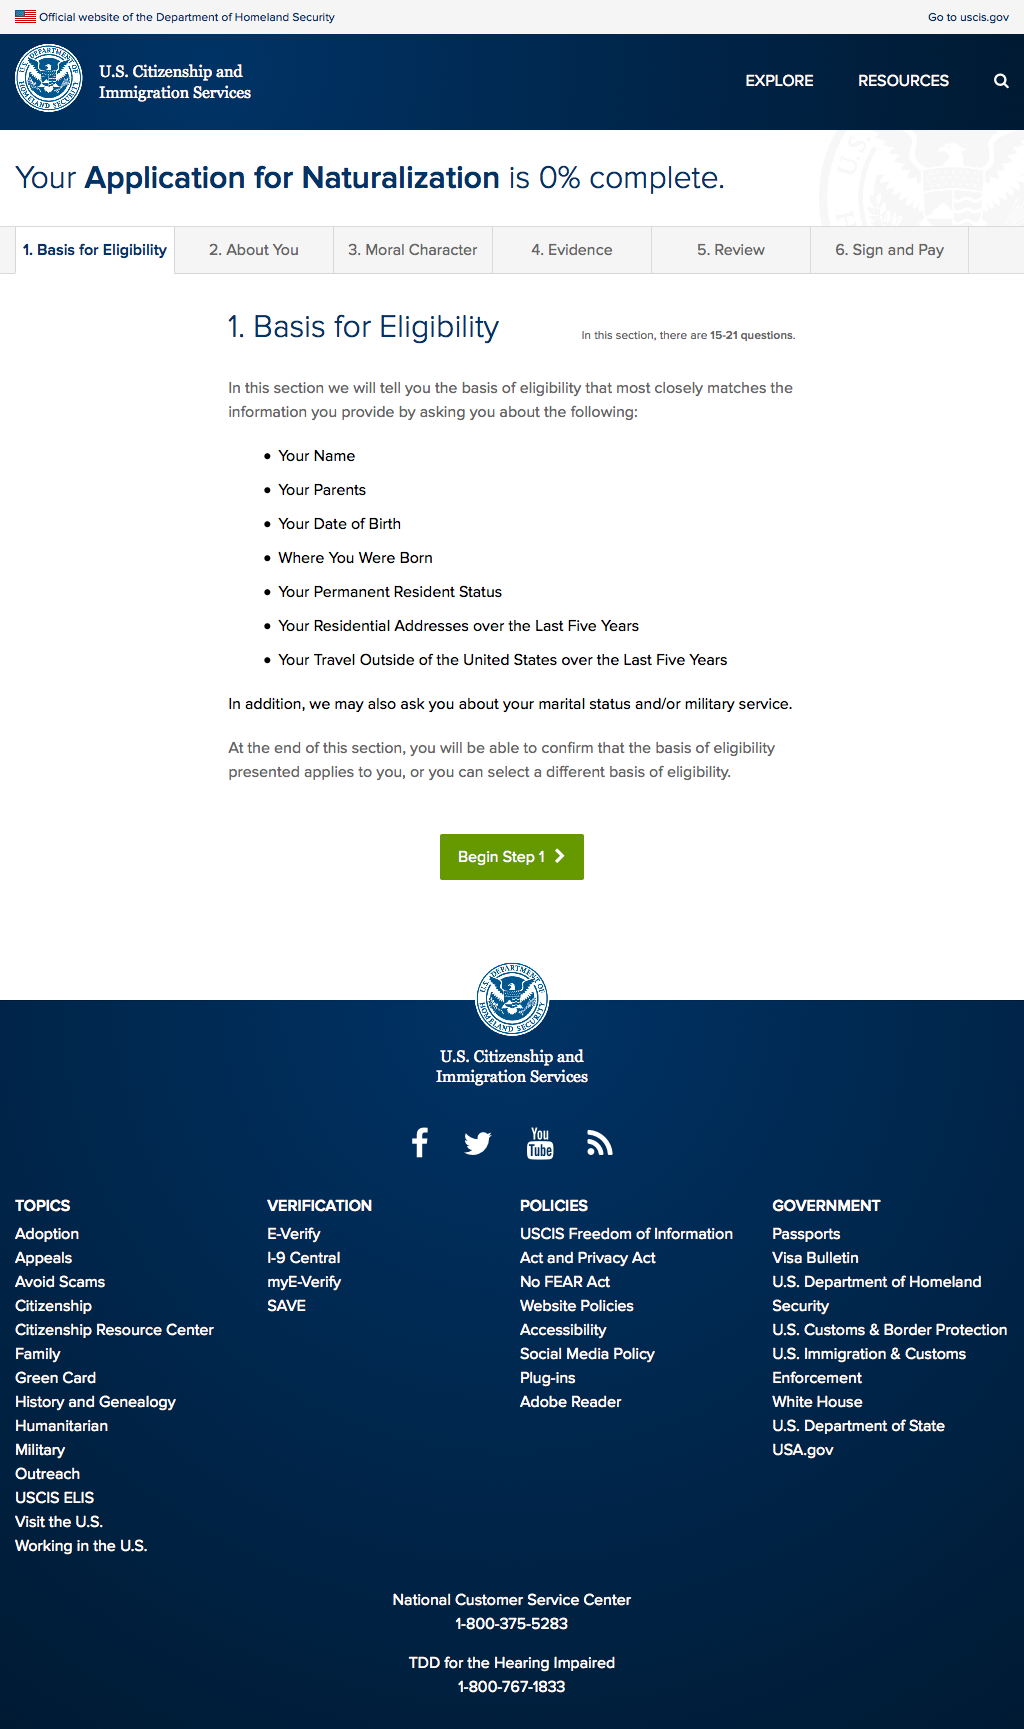 Official website of the Department of Homeland Security
Go to uscis.gov
U.S. Citizenship and
Immigration Services
EXPLORE
RESOURCES
Your Application for Naturalization is 0% complete.
1. Basis for Eligibility
2. About You
3. Moral Character
4. Evidence
5. Review
6. Sign and Pay
1. Basis for Eligibility
In this section, there are 15-21 questions.
In this section we will tell you the basis of eligibility that most closely matches the
information you provide by asking you about the following:
• Your Name
• Your Parents
• Your Date of Birth
• Where You Were Born
• Your Permanent Resident Status
• Your Residential Addresses over the Last Five Years
• Your Travel Outside of the United States over the Last Five Years
In addition, we may also ask you about your marital status and/or military service.
At the end of this section, you will be able to confirm that the basis of eligibility
presented applies to you, or you can select a different basis of eligibility.
Begin Step 1
U.S. DEPARTMENT OF HOMELAND SECURITY
U.S. Citizenship and
Immigration Services
You
Tube
TOPICS
Adoption
Appeals
Avoid Scams
Citizenship
Citizenship Resource Center
Family
Green Card
History and Genealogy
Humanitarian
Military
Outreach
USCIS ELIS
Visit the U.S.
Working in the U.S.
VERIFICATION
E-Verify
I-9 Central
myE-Verify
SAVE
POLICIES
USCIS Freedom of Information
Act and Privacy Act
No FEAR Act
Website Policies
Accessibility
Social Media Policy
Plug-ins
Adobe Reader
GOVERNMENT
Passports
Visa Bulletin
U.S. Department of Homeland
Security
U.S. Customs & Border Protection
U.S. Immigration & Customs
Enforcement
White House
U.S. Department of State
USA.gov
National Customer Service Center
1-800-375-5283
TDD for the Hearing Impaired
1-800-767-1833